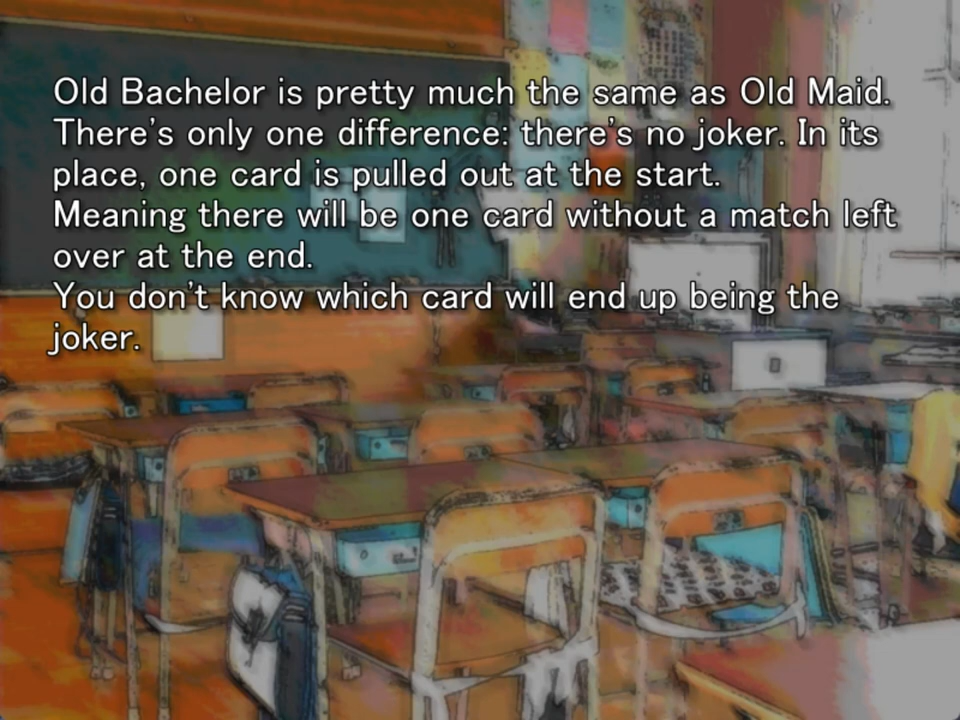 Old Bachelor is pretty much the same as Old Maid.
There's only one difference: there's no joker. In its
place, one card is pulled out at the start.
Meaning there will be one card without a match left
over at the end.
You don't know which card will end up being the
joker.